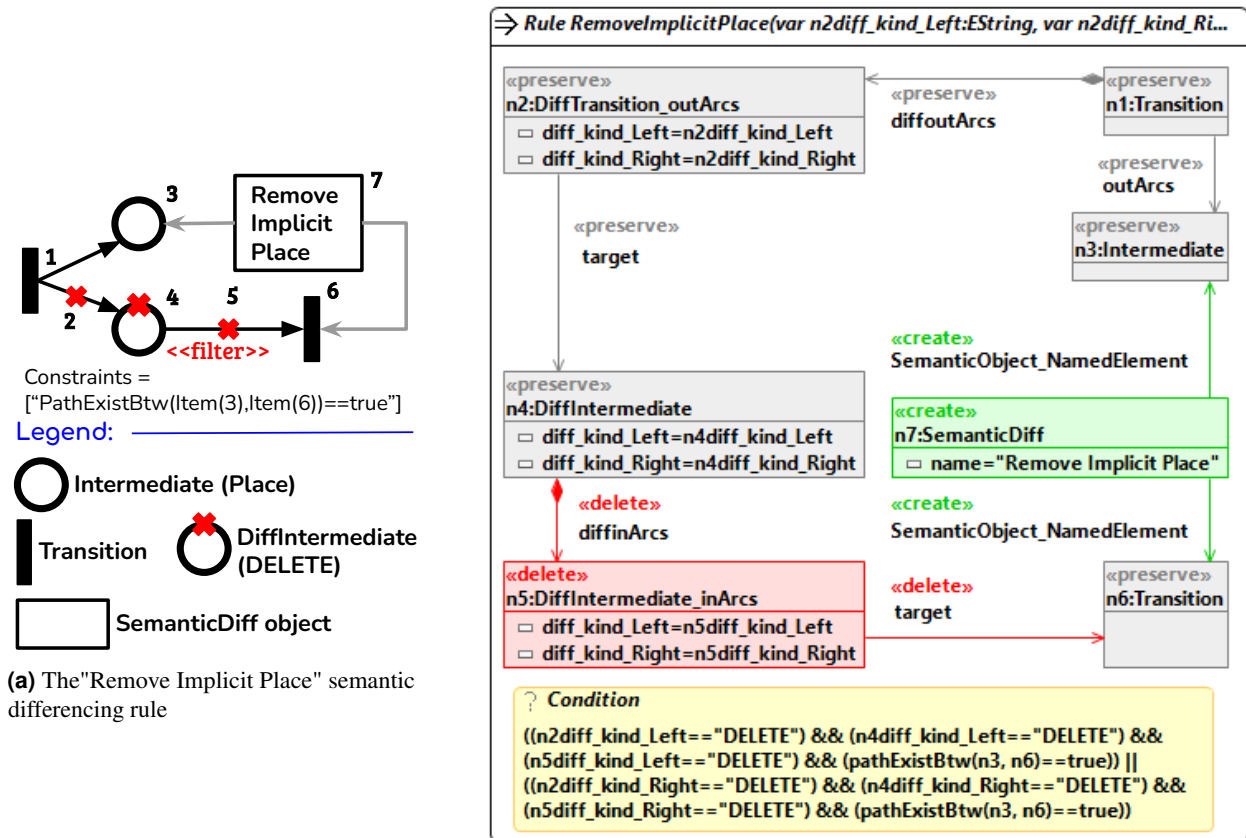 3
7
Remove
Implicit
Place
1
2
4
5
6
<<filter>>
Constraints =
["PathExistBtw(Item(3),Item(6))==true"]
Legend:
Intermediate (Place)
Transition
DiffIntermediate
(DELETE)
SemanticDiff object
(a) The"Remove Implicit Place" semantic
differencing rule
Rule RemoveImplicitPlace(var n2diff_kind_Left:EString, var n2diff_kind_Ri...
«preserve»
n2:DiffTransition_outArcs
diff_kind_Left=n2diff_kind_Left
diff_kind_Right=n2diff_kind_Right
«preserve»
diffoutArcs
«preserve»
n1:Transition
«preserve»
outArcs
«preserve»
n3:Intermediate
«preserve»
target
«create»
SemanticObject_NamedElement
«preserve»
n4:DiffIntermediate
diff_kind_Left=n4diff_kind_Left
diff_kind_Right=n4diff_kind_Right
«create»
n7:SemanticDiff
name="Remove Implicit Place"
«delete»
diffinArcs
«create»
SemanticObject_NamedElement
«delete»
n5:DiffIntermediate_inArcs
diff_kind_Left=n5diff_kind_Left
diff_kind_Right=n5diff_kind_Right
«delete»
target
«preserve»
n6:Transition
? Condition
((n2diff_kind_Left=="DELETE") && (n4diff_kind_Left=="DELETE") &&
(n5diff_kind_Left=="DELETE") && (pathExistBtw(n3, n6)==true)) ||
((n2diff_kind_Right=="DELETE") && (n4diff_kind_Right=="DELETE") &&
(n5diff_kind_Right=="DELETE") && (pathExistBtw(n3, n6)==true))